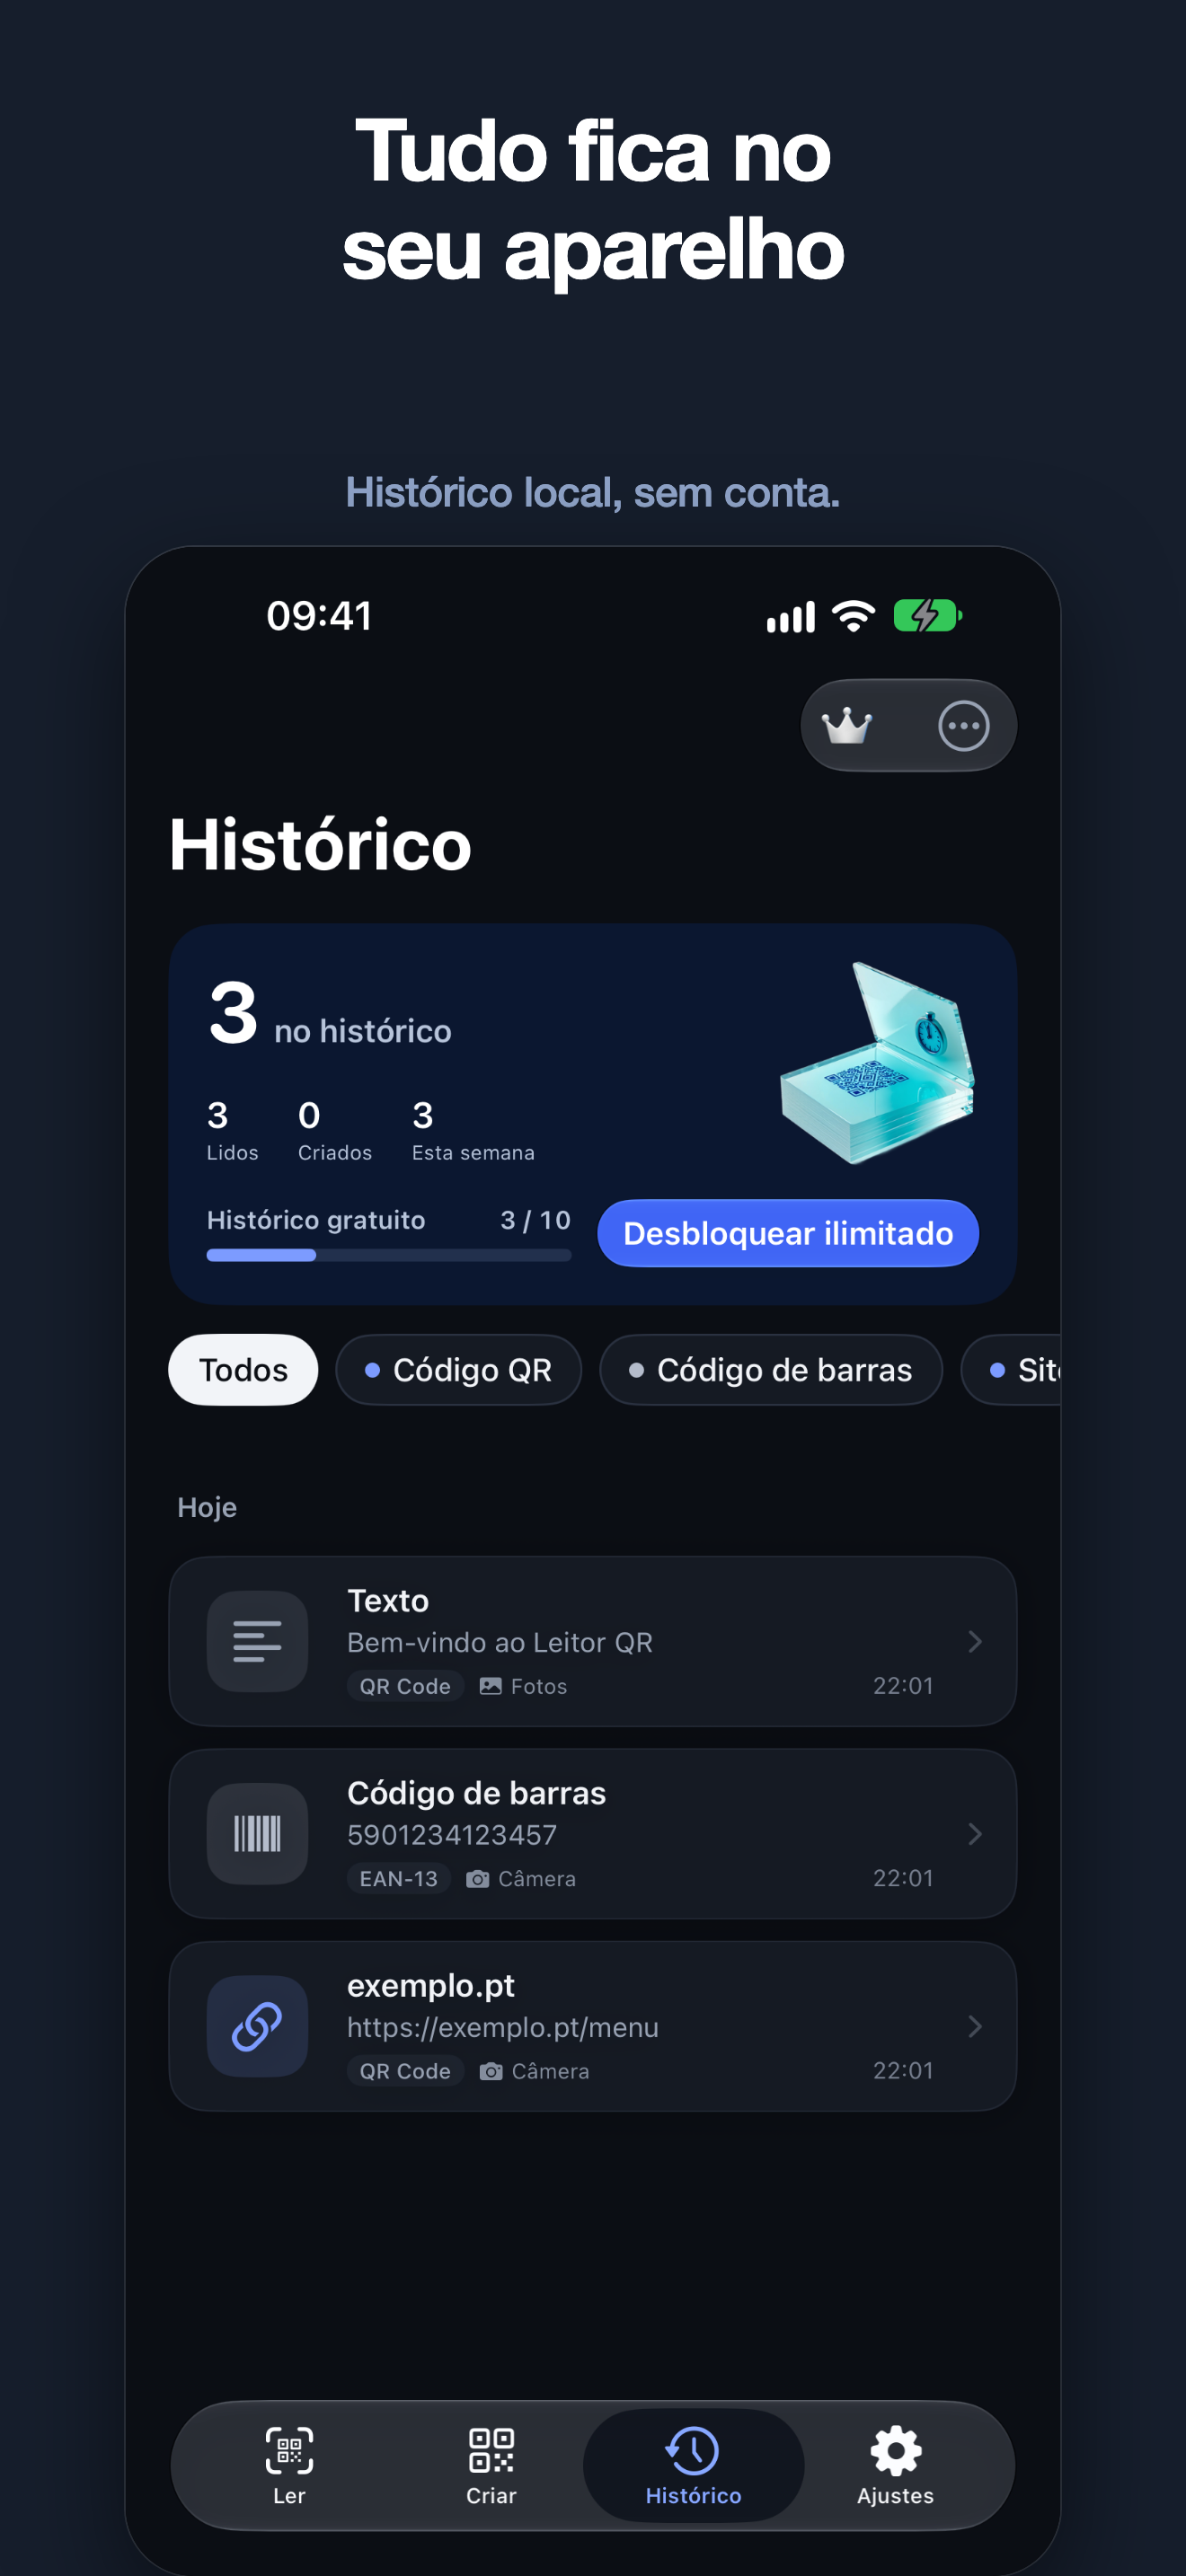 Tudo fica no
seu aparelho
Histórico local, sem conta.
09:41
Histórico
3 no histórico
3 0 3
Lidos Criados Esta semana
Histórico gratuito 3 / 10
Desbloquear ilimitado
Todos Código QR Código de barras
Hoje
Texto
Bem-vindo ao Leitor QR
QR Code Fotos 22:01
Código de barras
5901234123457
EAN-13 Câmera 22:01
exemplo.pt
https://exemplo.pt/menu
QR Code Câmera 22:01
Ler Criar Histórico Ajustes